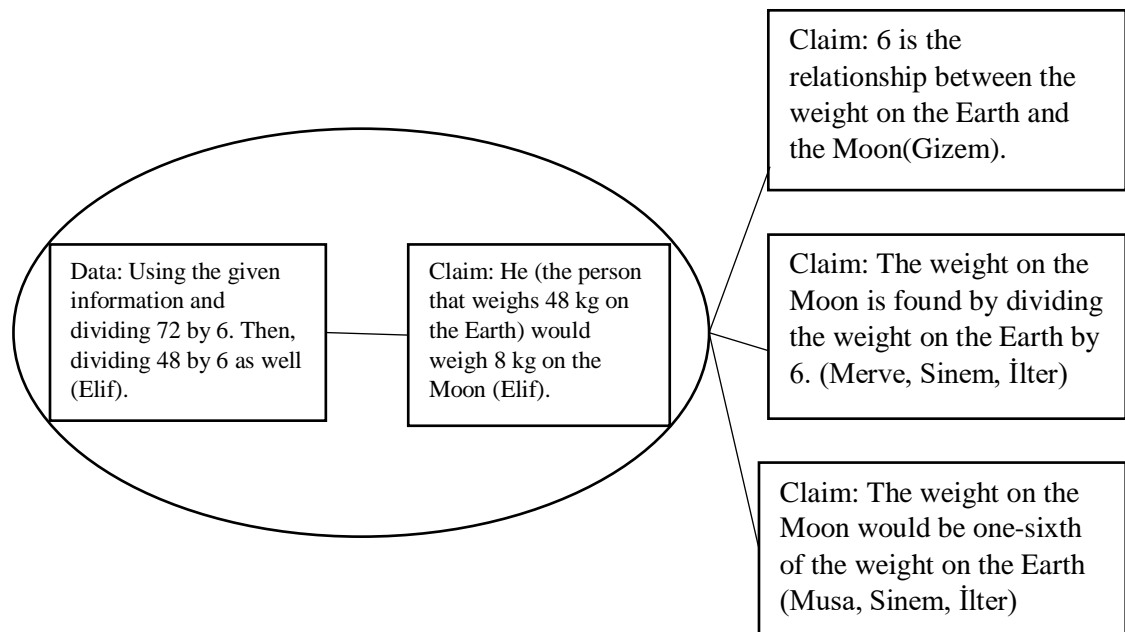 Data: Using the given
information and
dividing 72 by 6. Then,
dividing 48 by 6 as well
(Elif).
Claim: He (the person
that weighs 48 kg on
the Earth) would
weigh 8 kg on the
Moon (Elif).
Claim: 6 is the
relationship between the
weight on the Earth and
the Moon(Gizem).
Claim: The weight on the
Moon is found by dividing
the weight on the Earth by
6. (Merve, Sinem, İlter)
Claim: The weight on the
Moon would be one-sixth
of the weight on the Earth
(Musa, Sinem, İlter)